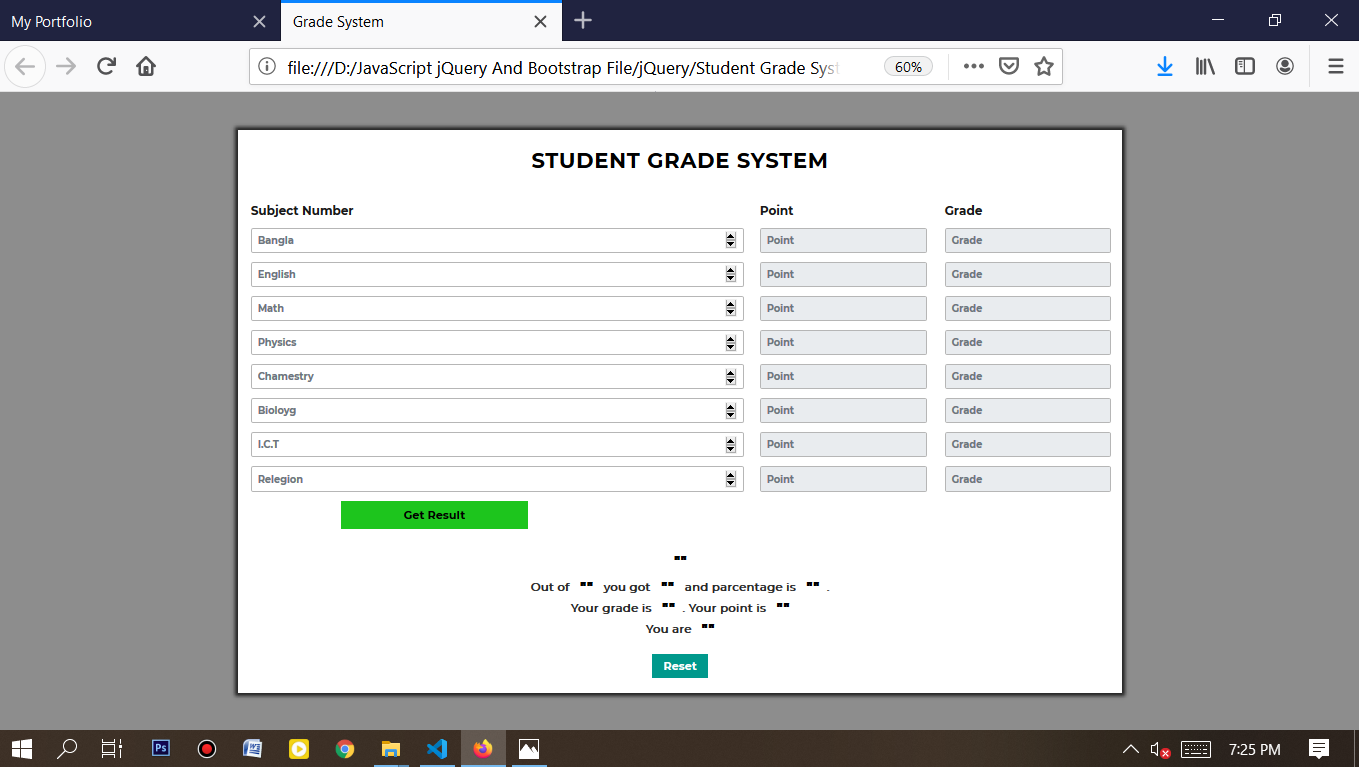 My Portfolio
Grade System
file:///D:/JavaScript jQuery And Bootstrap File/jQuery/Student Grade Syst
60%
STUDENT GRADE SYSTEM
Subject Number Point Grade
Bangla Point Grade
English Point Grade
Math Point Grade
Physics Point Grade
Chamestry Point Grade
Bioloyg Point Grade
I.C.T Point Grade
Relegion Point Grade
Get Result
""
Out of "" you got "" and parcentage is "" .
Your grade is "" . Your point is ""
You are ""
Reset
Ps
W
7:25 PM